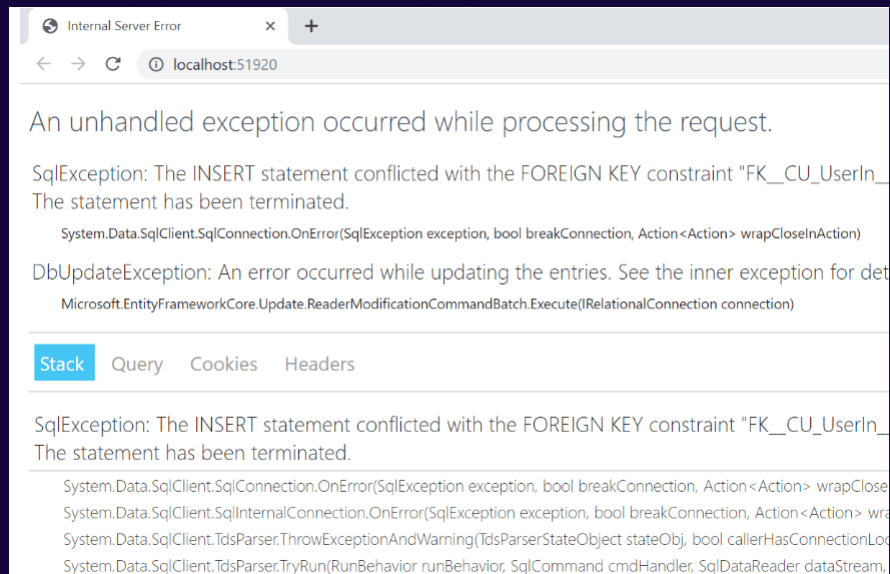 Internal Server Error
localhost:51920
An unhandled exception occurred while processing the request.
SqlException: The INSERT statement conflicted with the FOREIGN KEY constraint "FK__CU_UserIn__
The statement has been terminated.
System.Data.SqlClient.SqlConnection.OnError(SqlException exception, bool breakConnection, Action<Action> wrapCloseInAction)
DbUpdateException: An error occurred while updating the entries. See the inner exception for det
Microsoft.EntityFrameworkCore.Update.ReaderModificationCommandBatch.Execute(IRelationalConnection connection)
Stack Query Cookies Headers
SqlException: The INSERT statement conflicted with the FOREIGN KEY constraint "FK__CU_UserIn__
The statement has been terminated.
System.Data.SqlClient.SqlConnection.OnError(SqlException exception, bool breakConnection, Action<Action> wrapClose
System.Data.SqlClient.SqlInternalConnection.OnError(SqlException exception, bool breakConnection, Action<Action> wra
System.Data.SqlClient.TdsParser.ThrowExceptionAndWarning(TdsParserStateObject stateObj, bool callerHasConnectionLoc
System.Data.SqlClient.TdsParser.TryRun(RunBehavior runBehavior, SqlCommand cmdHandler, SqlDataReader dataStream,